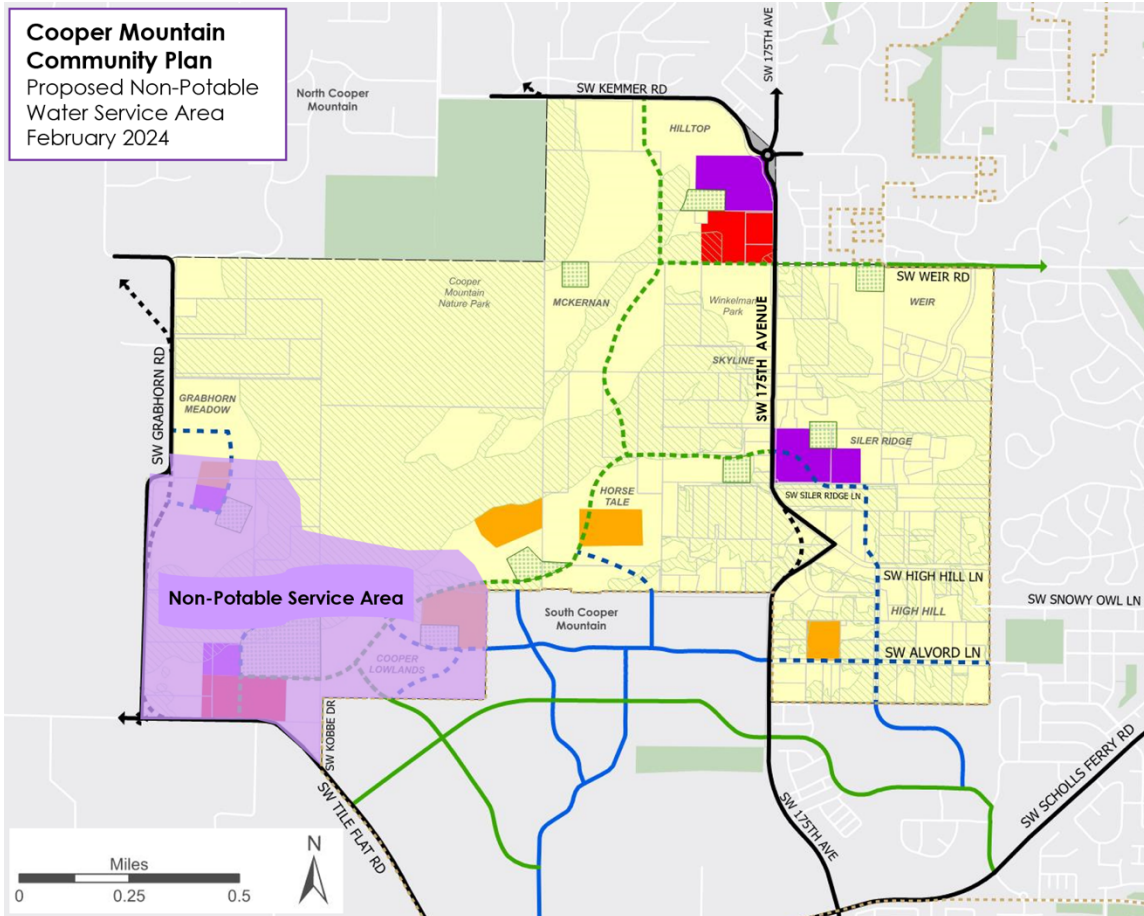 Cooper Mountain
Community Plan
Proposed Non-Potable
Water Service Area
February 2024
North Cooper
Mountain
SW KEMMER RD
SW 175TH AVE
HILLTOP
SW WEIR RD
Cooper
Mountain
Nature Park
MCKERNAN
Winkelman
Park
WEIR
SW 175TH AVENUE
SKYLINE
SW GRABHORN RD
GRABHORN
MEADOW
SILER RIDGE
HORSE
TALE
SW SILER RIDGE LN
SW HIGH HILL LN
Non-Potable Service Area
South Cooper
Mountain
HIGH HILL
SW SNOWY OWL LN
SW ALVORD LN
COOPER
LOWLANDS
SW KOBBE DR
SW TILE FLAT RD
SW 175TH AVE
SW SCHOLLS FERRY RD
Miles
0 0.25 0.5
N